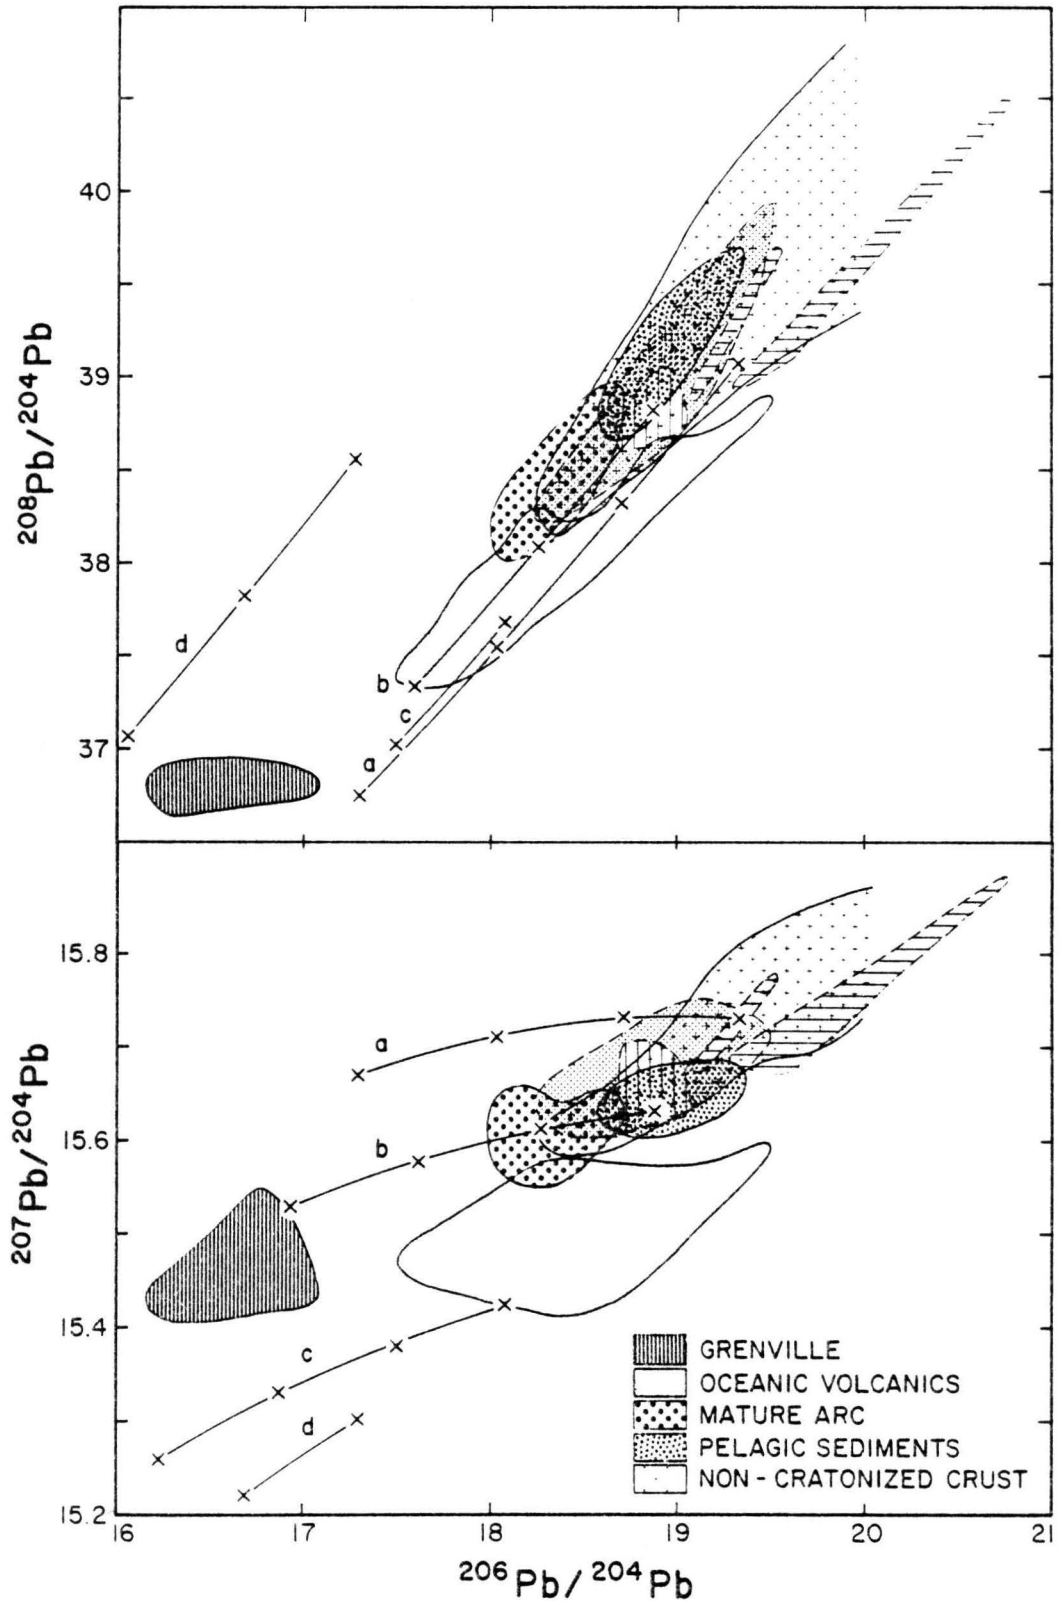 40
39
38
37
208Pb/204Pb
d
b
c
a
15.8
15.6
15.4
15.2
207Pb/204Pb
a
b
c
d
GRENVILLE
OCEANIC VOLCANICS
MATURE ARC
PELAGIC SEDIMENTS
NON-CRATONIZED CRUST
16 17 18 19 20 21
206Pb/204Pb